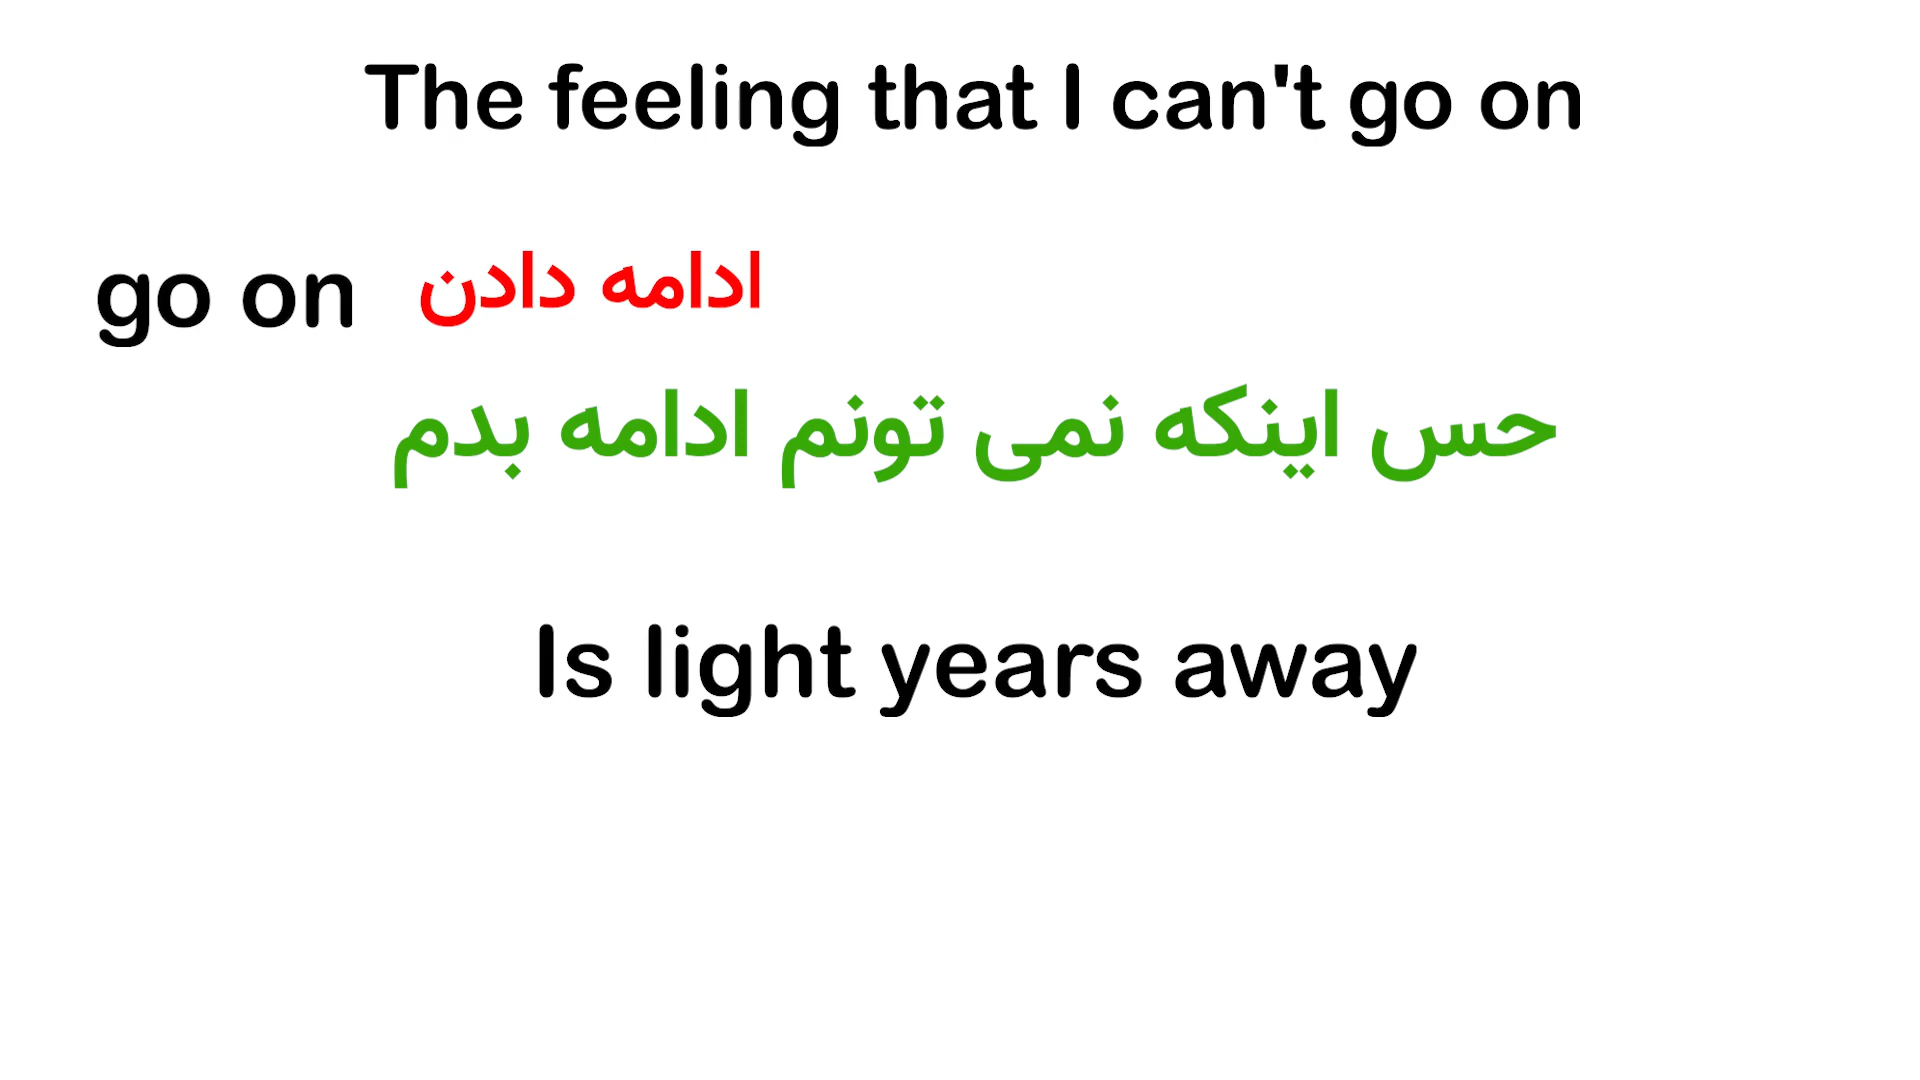 The feeling that I can't go on
go on ادامه دادن
حس اینکه نمی تونم ادامه بدم
Is light years away